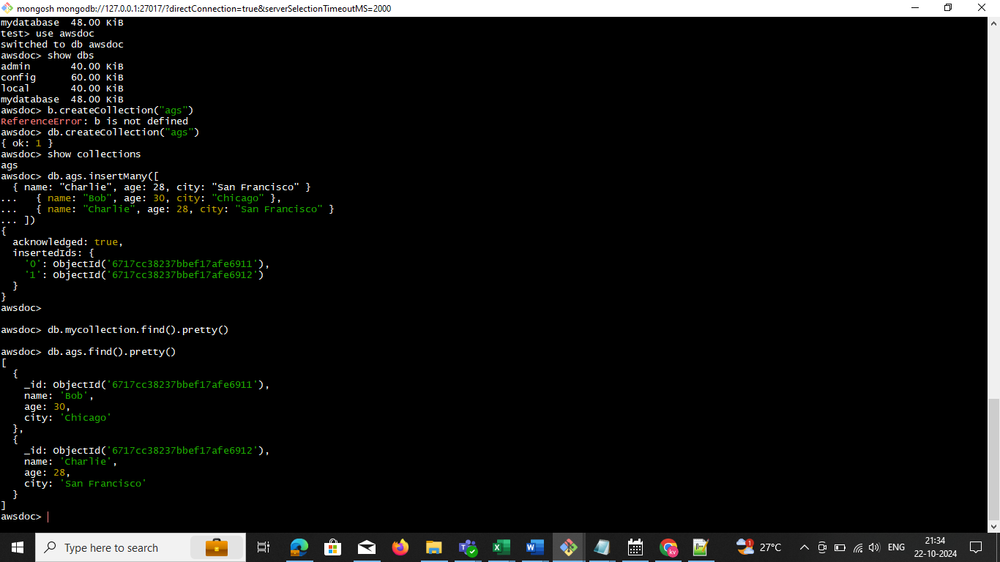 mongosh mongodb://127.0.0.1:27017/?directConnection=true&serverSelectionTimeoutMS=2000
mydatabase  48.00 KiB
test> use awsdoc
switched to db awsdoc
awsdoc> show dbs
admin       40.00 KiB
config      60.00 KiB
local       40.00 KiB
mydatabase  48.00 KiB
awsdoc> b.createCollection("ags")
ReferenceError: b is not defined
awsdoc> db.createCollection("ags")
{ ok: 1 }
awsdoc> show collections
ags
awsdoc> db.ags.insertMany([
  { name: "Charlie", age: 28, city: "San Francisco" }
...   { name: "Bob", age: 30, city: "Chicago" },
...   { name: "Charlie", age: 28, city: "San Francisco" }
... ])
{
  acknowledged: true,
  insertedIds: {
    '0': ObjectId('6717cc38237bbef17afe6911'),
    '1': ObjectId('6717cc38237bbef17afe6912')
  }
}
awsdoc>
awsdoc> db.mycollection.find().pretty()
awsdoc> db.ags.find().pretty()
[
  {
    _id: ObjectId('6717cc38237bbef17afe6911'),
    name: 'Bob',
    age: 30,
    city: 'Chicago'
  },
  {
    _id: ObjectId('6717cc38237bbef17afe6912'),
    name: 'Charlie',
    age: 28,
    city: 'San Francisco'
  }
]
awsdoc>
Type here to search
kv
1
27°C
ENG
21:34
22-10-2024